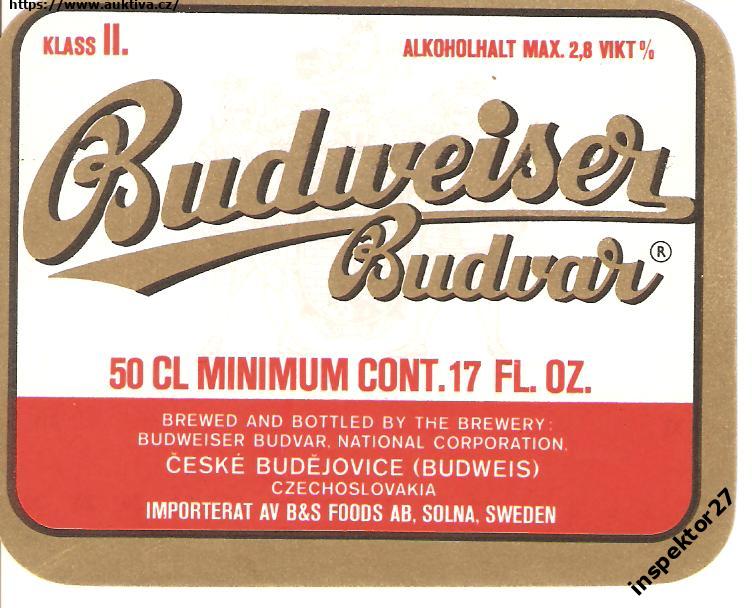 https://www.auktiva.cz/
KLASS II.
ALKOHOLHALT MAX. 2,8 VIKT %
Budweiser
Budvar ®
50 CL MINIMUM CONT. 17 FL. OZ.
BREWED AND BOTTLED BY THE BREWERY:
BUDWEISER BUDVAR, NATIONAL CORPORATION,
ČESKÉ BUDĚJOVICE (BUDWEIS)
CZECHOSLOVAKIA
IMPORTERAT AV B&S FOODS AB, SOLNA, SWEDEN
inspektor27